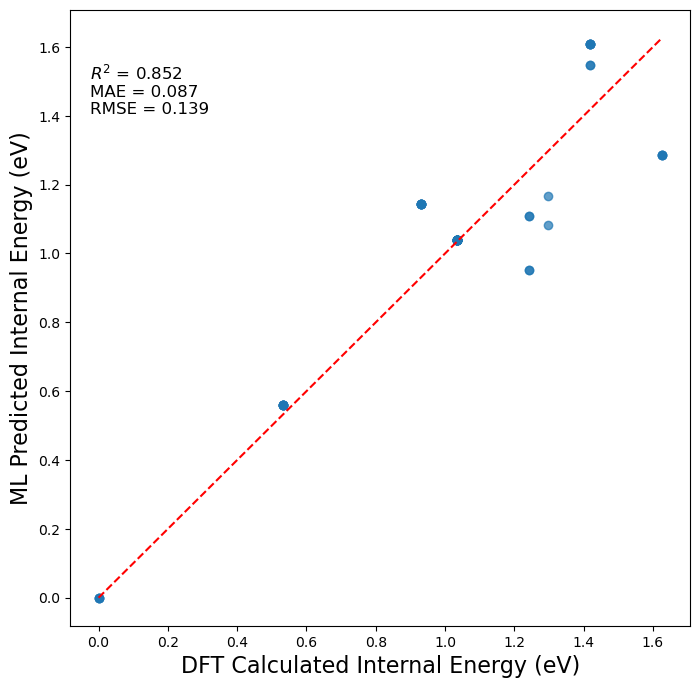 R² = 0.852
MAE = 0.087
RMSE = 0.139
ML Predicted Internal Energy (eV)
1.6
1.4
1.2
1.0
0.8
0.6
0.4
0.2
0.0
0.0 0.2 0.4 0.6 0.8 1.0 1.2 1.4 1.6
DFT Calculated Internal Energy (eV)